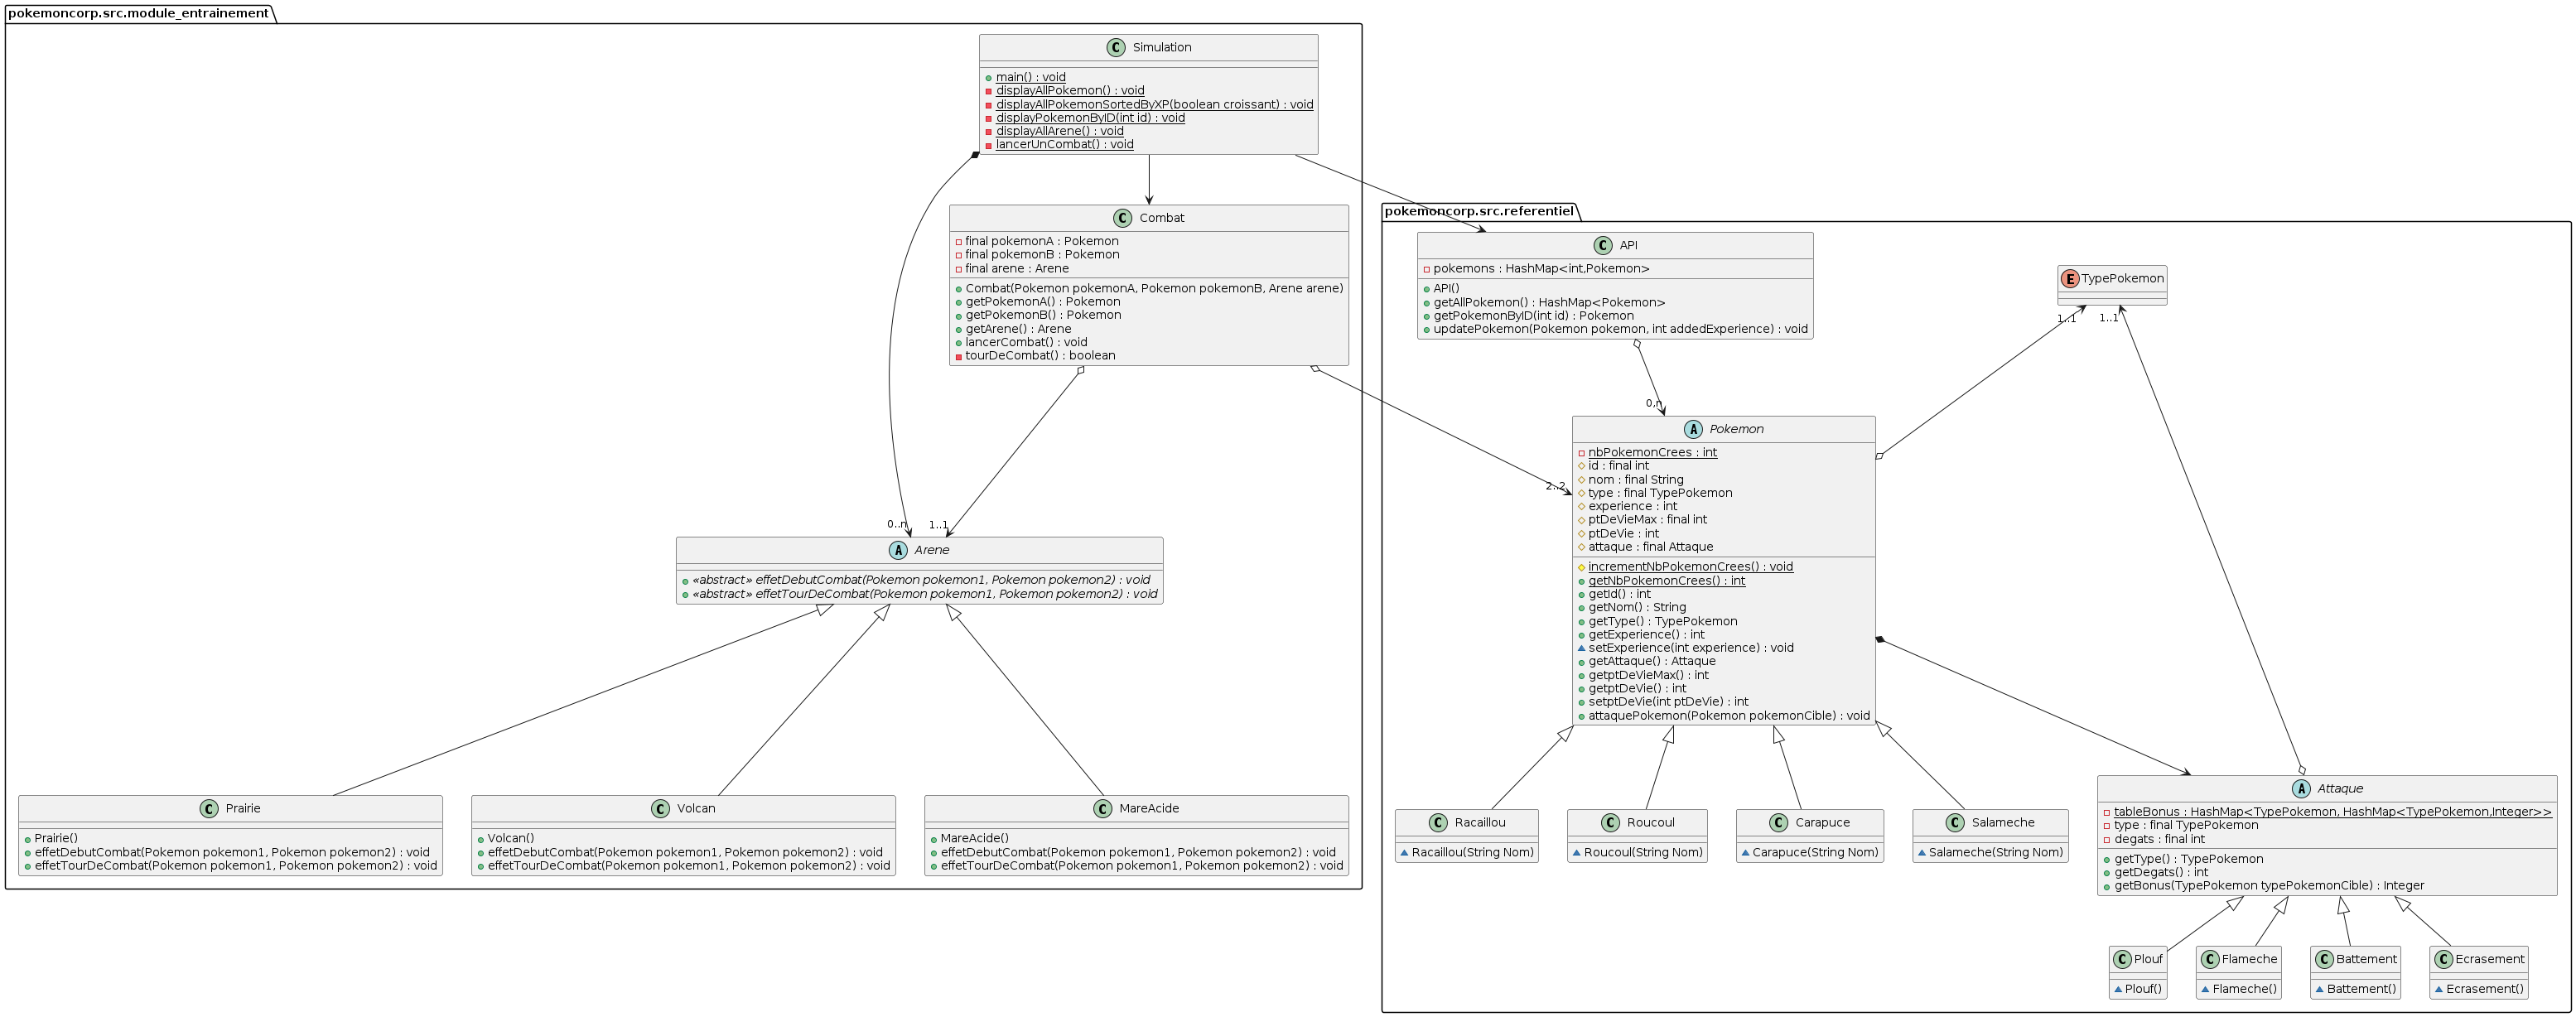 pokemoncorp.src.module_entrainement
Simulation
main() : void
displayAllPokemon() : void
displayAllPokemonSortedByXP(boolean croissant) : void
displayPokemonByID(int id) : void
displayAllArene() : void
lancerUnCombat() : void
Combat
final pokemonA : Pokemon
final pokemonB : Pokemon
final arene : Arene
Combat(Pokemon pokemonA, Pokemon pokemonB, Arene arene)
getPokemonA() : Pokemon
getPokemonB() : Pokemon
getArene() : Arene
lancerCombat() : void
tourDeCombat() : boolean
0..n
1..1
Arene
«abstract» effetDebutCombat(Pokemon pokemon1, Pokemon pokemon2) : void
«abstract» effetTourDeCombat(Pokemon pokemon1, Pokemon pokemon2) : void
Prairie
Prairie()
effetDebutCombat(Pokemon pokemon1, Pokemon pokemon2) : void
effetTourDeCombat(Pokemon pokemon1, Pokemon pokemon2) : void
Volcan
Volcan()
effetDebutCombat(Pokemon pokemon1, Pokemon pokemon2) : void
effetTourDeCombat(Pokemon pokemon1, Pokemon pokemon2) : void
MareAcide
MareAcide()
effetDebutCombat(Pokemon pokemon1, Pokemon pokemon2) : void
effetTourDeCombat(Pokemon pokemon1, Pokemon pokemon2) : void
pokemoncorp.src.referentiel
API
pokemons : HashMap<int,Pokemon>
API()
getAllPokemon() : HashMap<Pokemon>
getPokemonByID(int id) : Pokemon
updatePokemon(Pokemon pokemon, int addedExperience) : void
TypePokemon
1..1
1..1
0,n
2..2
Pokemon
nbPokemonCrees : int
id : final int
nom : final String
type : final TypePokemon
experience : int
ptDeVieMax : final int
ptDeVie : int
attaque : final Attaque
incrementNbPokemonCrees() : void
getNbPokemonCrees() : int
getId() : int
getNom() : String
getType() : TypePokemon
getExperience() : int
setExperience(int experience) : void
getAttaque() : Attaque
getptDeVieMax() : int
getptDeVie() : int
setptDeVie(int ptDeVie) : int
attaquePokemon(Pokemon pokemonCible) : void
Racaillou
Racaillou(String Nom)
Roucoul
Roucoul(String Nom)
Carapuce
Carapuce(String Nom)
Salameche
Salameche(String Nom)
Attaque
tableBonus : HashMap<TypePokemon, HashMap<TypePokemon,Integer>>
type : final TypePokemon
degats : final int
getType() : TypePokemon
getDegats() : int
getBonus(TypePokemon typePokemonCible) : Integer
Plouf
Plouf()
Flameche
Flameche()
Battement
Battement()
Ecrasement
Ecrasement()